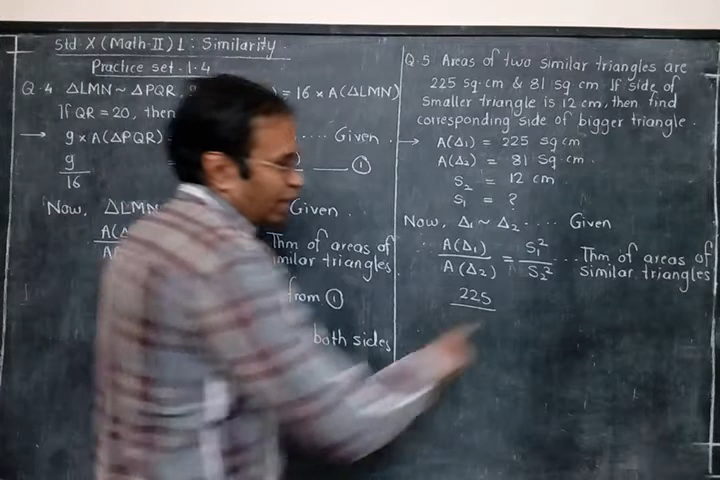 Std. X (Math-II) 1 : Similarity.
Practice set - 1.4
Q.4 ΔLMN ~ ΔPQR, ) = 16 × A(ΔLMN)
If QR = 20, then
→ 9 × A(ΔPQR) .... Given
9
16
= ①
Now, ΔLMN Given.
A(Δ Thm of areas of
similar triangles
from ①
both sides
Q.5 Areas of two similar triangles are
225 sq.cm & 81 sq cm If side of
Smaller triangle is 12 cm, then find
corresponding side of bigger triangle.
→ A(Δ₁) = 225 sq cm
A(Δ₂) = 81 sq.cm.
S₂ = 12 cm.
S₁ = ?
Now, Δ₁ ~ Δ₂ .... Given
A(Δ₁) / A(Δ₂) = S₁² / S₂² ... Thm of areas of
similar triangles
225